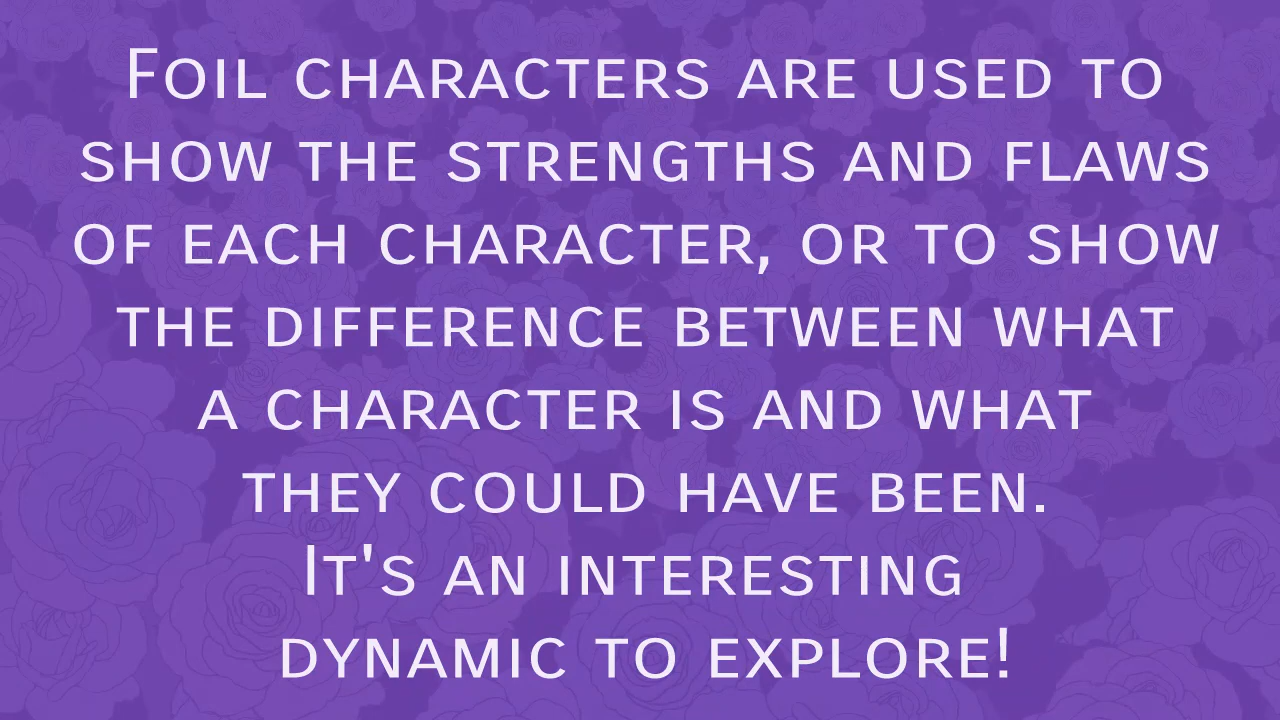 Foil characters are used to
show the strengths and flaws
of each character, or to show
the difference between what
a character is and what
they could have been.
It's an interesting
dynamic to explore!